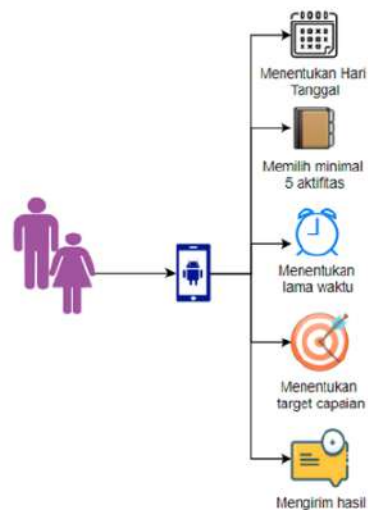 Menentukan Hari
Tanggal
Memilih minimal
5 aktifitas
Menentukan
lama waktu
Menentukan
target capaian
Mengirim hasil